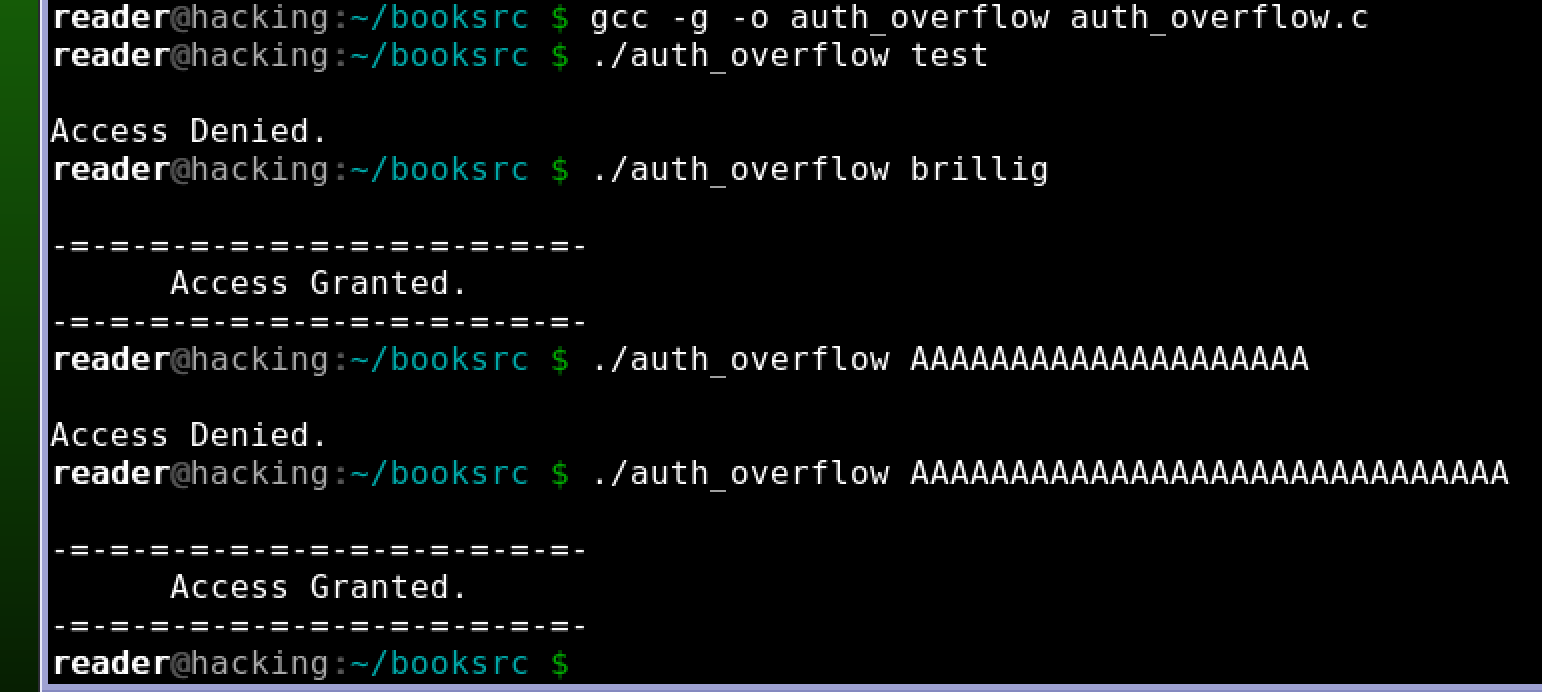 reader@hacking:~/booksrc $ gcc -g -o auth_overflow auth_overflow.c
reader@hacking:~/booksrc $ ./auth_overflow test
Access Denied.
reader@hacking:~/booksrc $ ./auth_overflow brillig
-=-=-=-=-=-=-=-=-=-=-=-=-=-
      Access Granted.
-=-=-=-=-=-=-=-=-=-=-=-=-=-
reader@hacking:~/booksrc $ ./auth_overflow AAAAAAAAAAAAAAAAAAAA
Access Denied.
reader@hacking:~/booksrc $ ./auth_overflow AAAAAAAAAAAAAAAAAAAAAAAAAAAAAA
-=-=-=-=-=-=-=-=-=-=-=-=-=-
      Access Granted.
-=-=-=-=-=-=-=-=-=-=-=-=-=-
reader@hacking:~/booksrc $